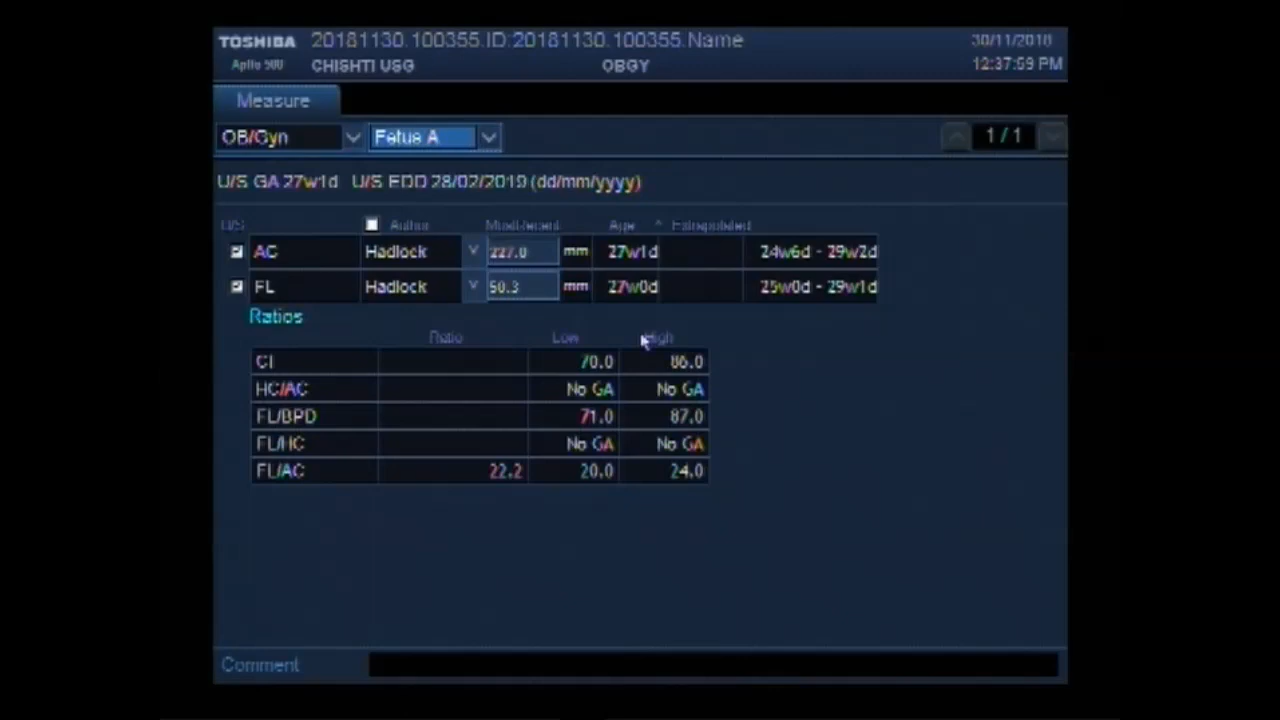 TOSHIBA 20181130.100355.ID:20181130.100355.Name 30/11/2018
Aplio 500 CHISHTI USG OBGY 12:37:59 PM
Measure
OB/Gyn Fetus A 1 / 1
U/S GA 27w1d U/S EDD 28/02/2019 (dd/mm/yyyy)
U/S Author Most Recent Age ^ Extrapolated
AC Hadlock 227.0 mm 27w1d 24w6d - 29w2d
FL Hadlock 50.3 mm 27w0d 25w0d - 29w1d
Ratios
Ratio Low High
CI 70.0 86.0
HC/AC No GA No GA
FL/BPD 71.0 87.0
FL/HC No GA No GA
FL/AC 22.2 20.0 24.0
Comment